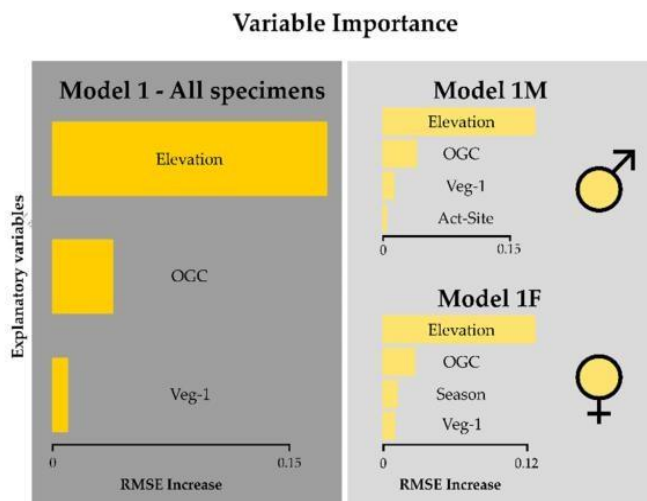 Variable Importance
Model 1 - All specimens
Explanatory variables
Elevation
OGC
Veg-1
0
0.15
RMSE Increase
Model 1M
Elevation
OGC
Veg-1
Act-Site
0
0.15
Model 1F
Elevation
OGC
Season
Veg-1
0
0.12
RMSE Increase